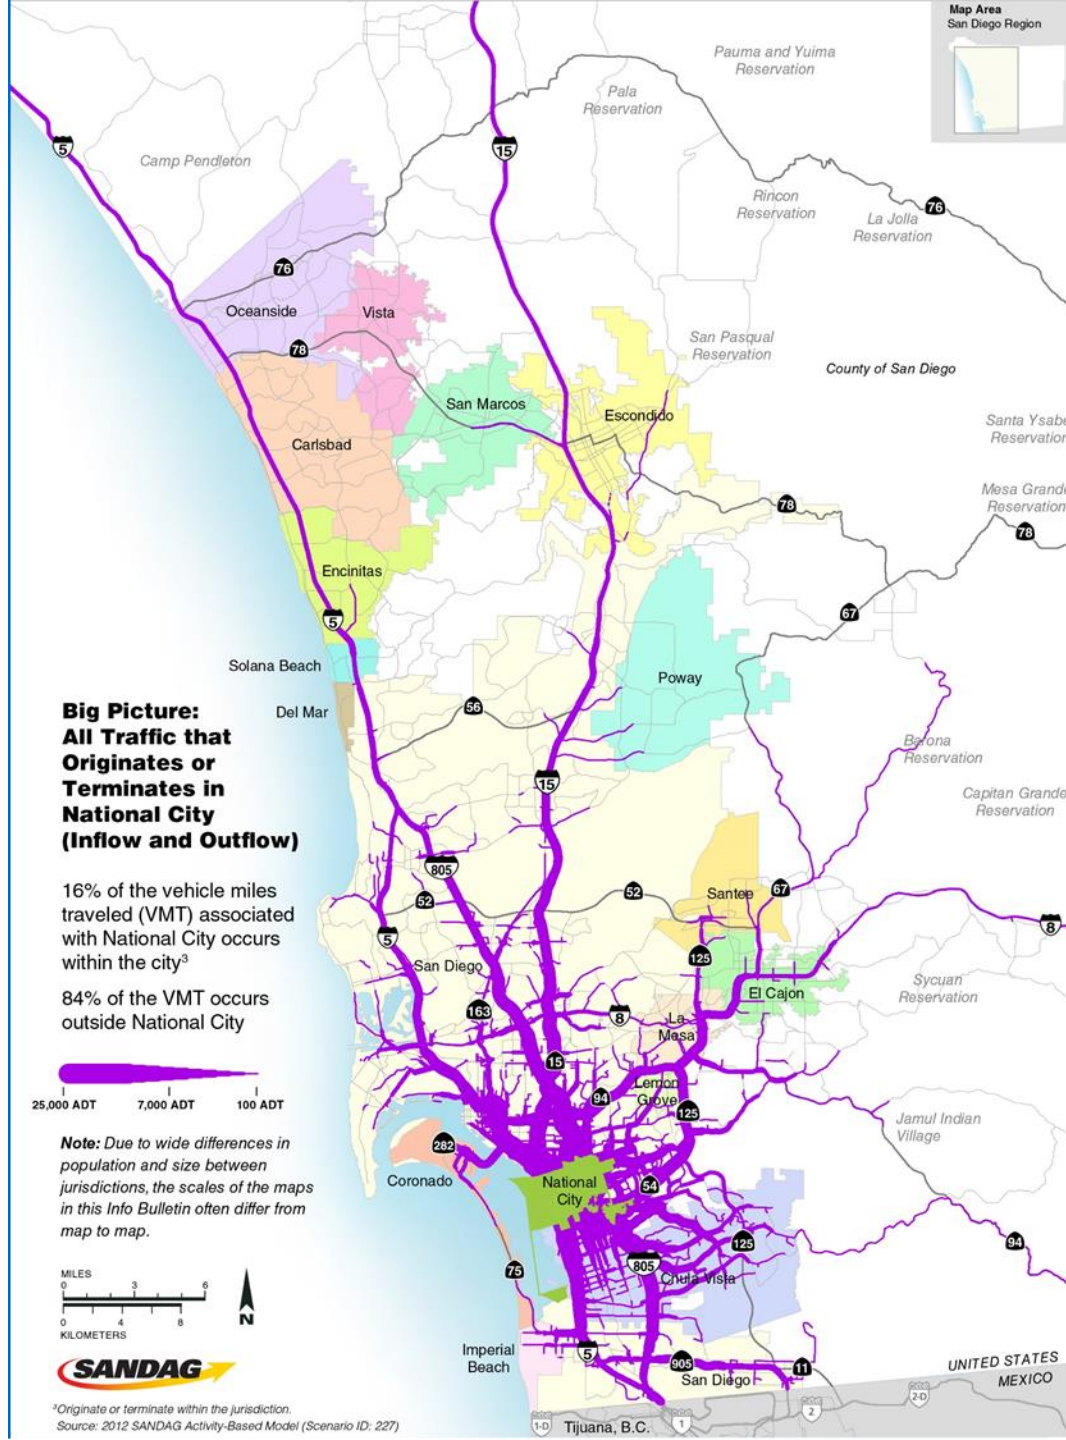 Map Area
San Diego Region
Pauma and Yuima
Reservation
Pala
Reservation
5
15
Camp Pendleton
Rincon
Reservation
76
La Jolla
Reservation
76
Oceanside
Vista
78
San Pasqual
Reservation
County of San Diego
San Marcos
Escondido
Carlsbad
Santa Ysabe
Reservation
Mesa Grande
Reservation
78
78
Encinitas
5
67
Solana Beach
Poway
Del Mar
56
Big Picture:
All Traffic that
Originates or
Terminates in
National City
(Inflow and Outflow)
Barona
Reservation
15
Capitan Grande
Reservation
805
16% of the vehicle miles
traveled (VMT) associated
with National City occurs
within the city³
52
52
Santee
67
5
8
San Diego
125
El Cajon
Sycuan
Reservation
84% of the VMT occurs
outside National City
163
8
La
Mesa
15
25,000 ADT
7,000 ADT
100 ADT
94
Lemon
Grove
125
Jamul Indian
Village
Note: Due to wide differences in
population and size between
jurisdictions, the scales of the maps
in this Info Bulletin often differ from
map to map.
282
Coronado
National
City
54
125
94
MILES
0 3 6
0 4 8
KILOMETERS
N
75
805
Chula Vista
SANDAG
Imperial
Beach
5
905
San Diego
11
UNITED STATES
MEXICO
³Originate or terminate within the jurisdiction.
Source: 2012 SANDAG Activity-Based Model (Scenario ID: 227)
1-D
Tijuana, B.C.
1
2
2-D